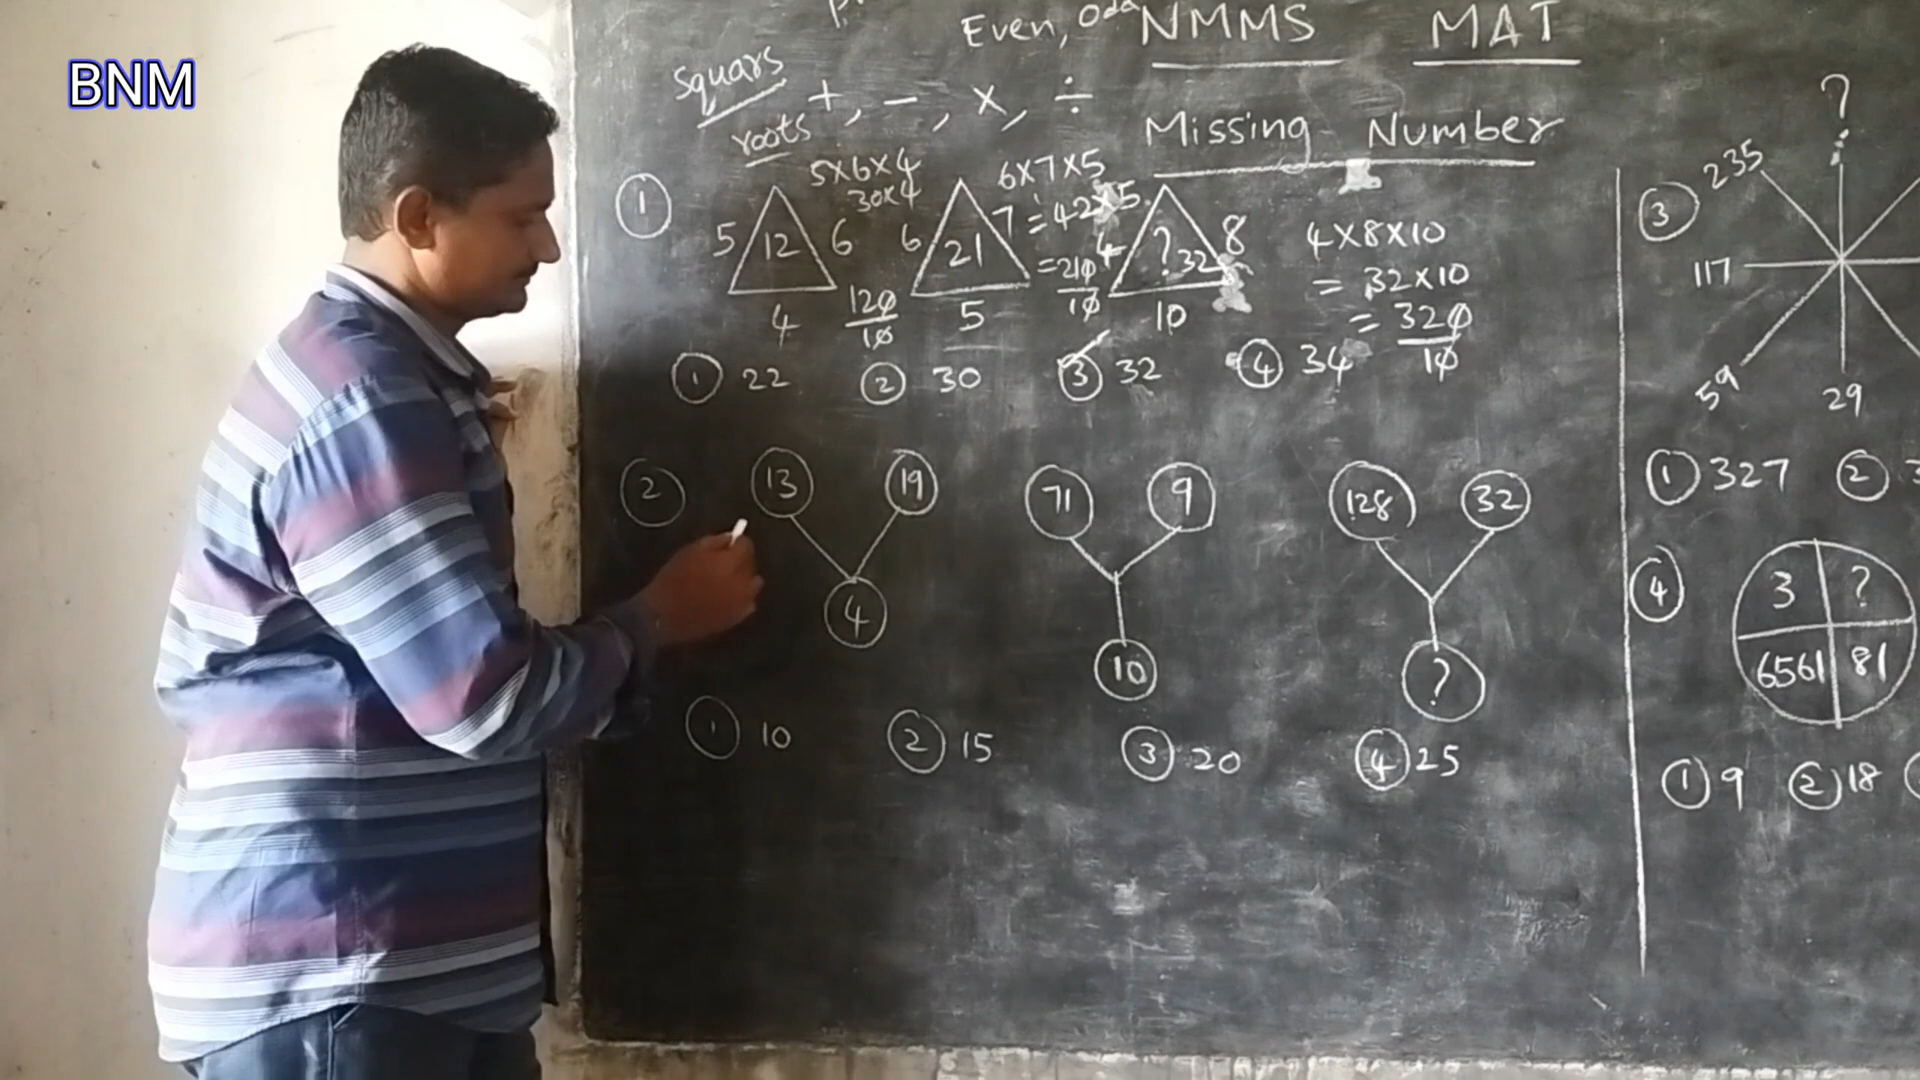 BNM
Even, Odd
NMMS MAT
Squars
roots
+, -, ×, ÷
Missing Number
①
5×6×4
30×4
5 12 6
4
120/10
6×7×5
= 42×5
= 210/10
6 21 7
5
4 ? 32 8
10
4×8×10
= 32×10
= 320/10
① 22 ② 30 ③ 32 ④ 34
② 13 19 71 9 128 32
4 10 ?
① 10 ② 15 ③ 20 ④ 25
③ 235 ?
117
59 29
① 327 ②
④ 3 ?
6561 81
① 9 ② 18